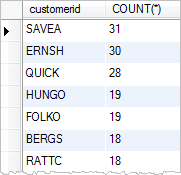 customerid COUNT(*)
SAVEA 31
ERNSH 30
QUICK 28
HUNGO 19
FOLKO 19
BERGS 18
RATTC 18